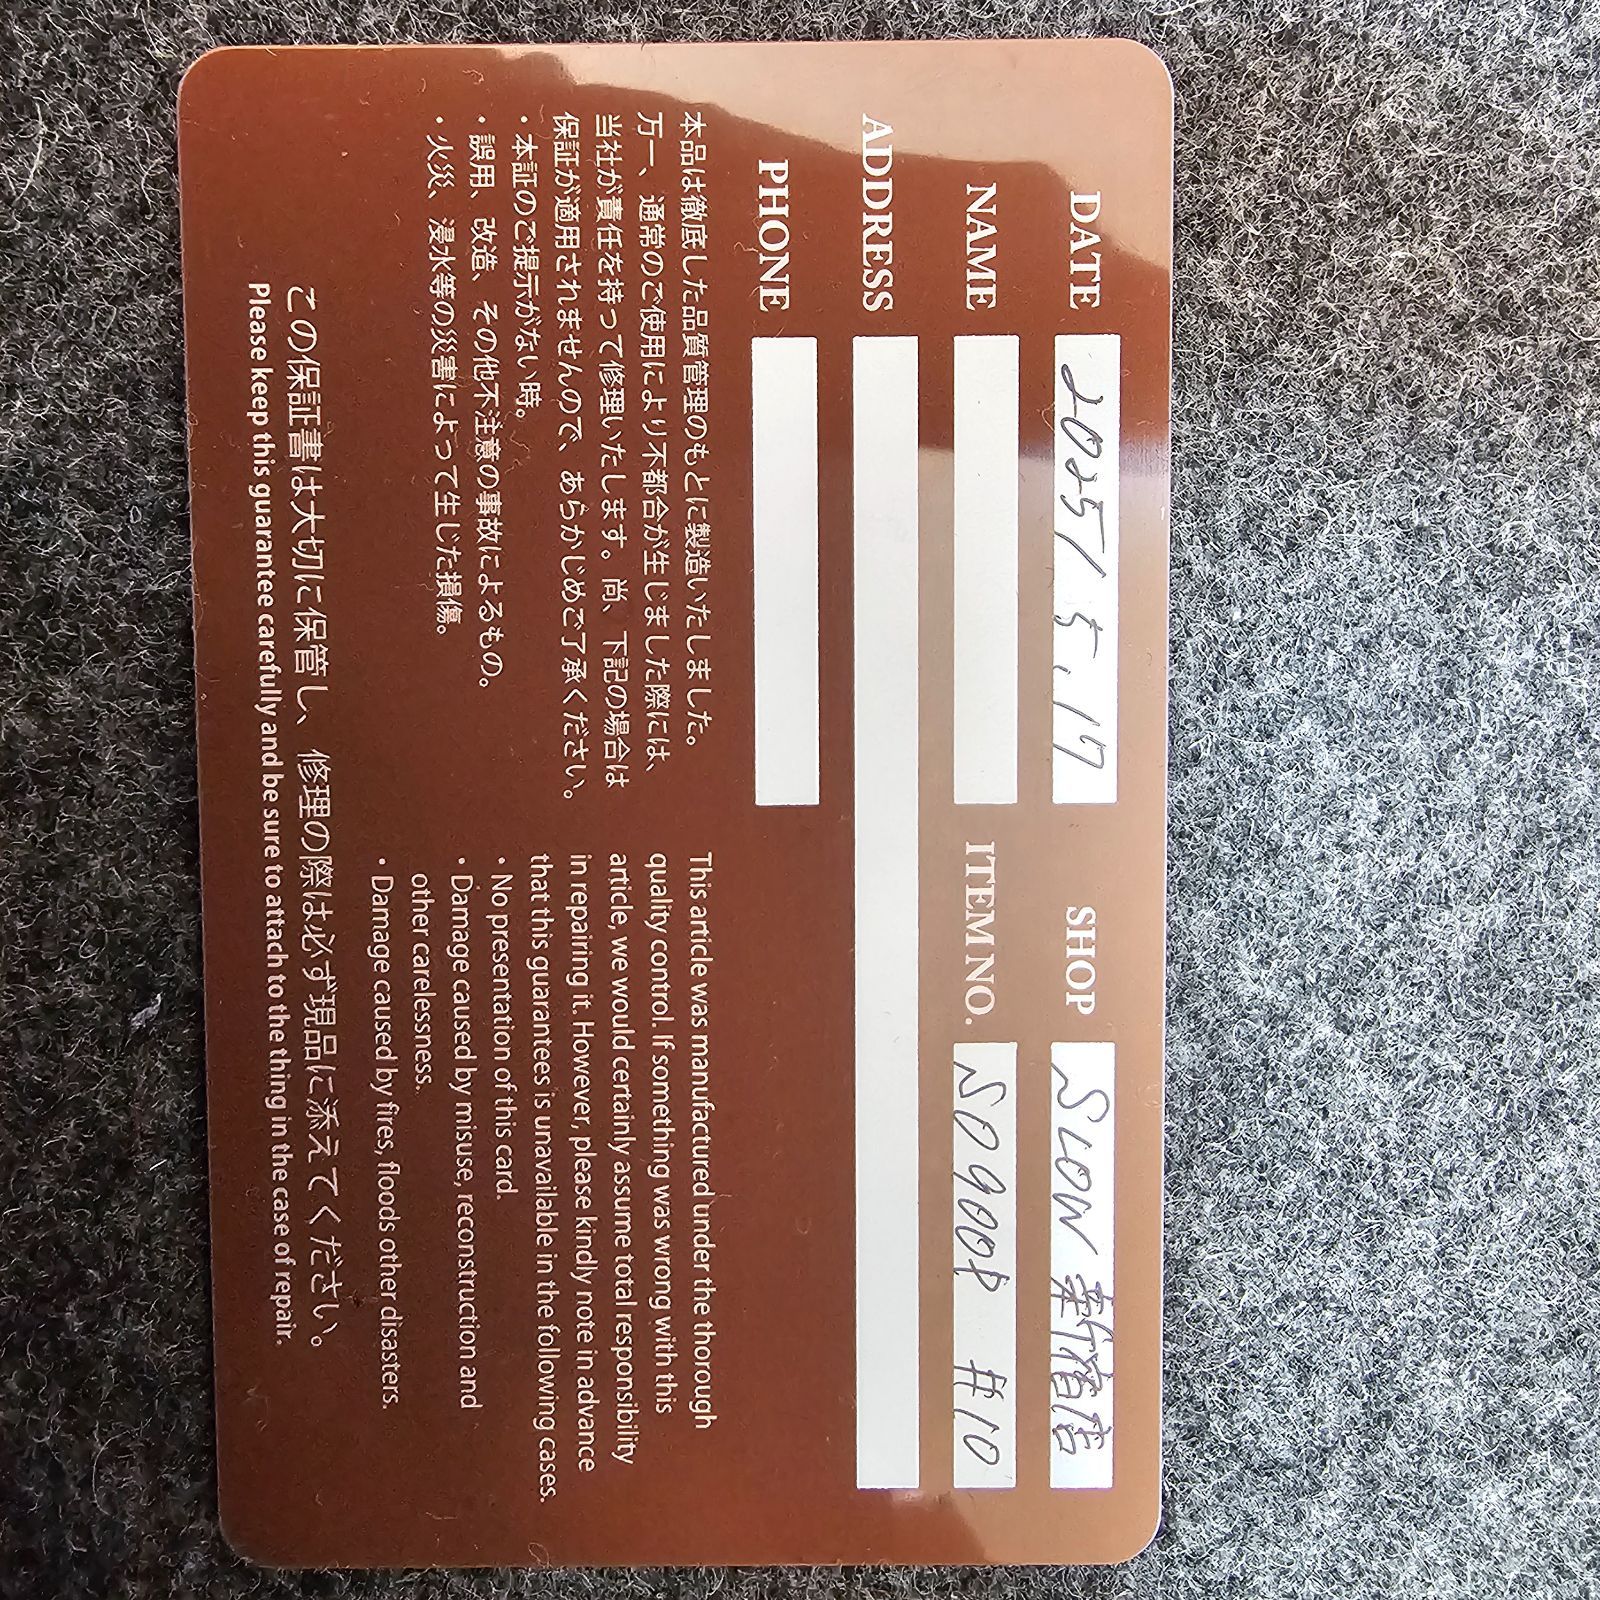 DATE 2025/5.17 SHOP SLOW 新宿店
NAME ITEM NO. SO900P #10
ADDRESS
PHONE
本品は徹底した品質管理のもとに製造いたしました。
万一、通常のご使用により不都合が生じました際には、
当社が責任を持って修理いたします。尚、下記の場合は
保証が適用されませんので、あらかじめご了承ください。
・本証のご提示がない時。
・誤用、改造、その他不注意の事故によるもの。
・火災、浸水等の災害によって生じた損傷。
This article was manufactured under the thorough
quality control. If something was wrong with this
article, we would certainly assume total responsibility
in repairing it. However, please kindly note in advance
that this guarantees is unavailable in the following cases.
・No presentation of this card.
・Damage caused by misuse, reconstruction and
other carelessness.
・Damage caused by fires, floods other disasters.
この保証書は大切に保管し、修理の際は必ず現品に添えてください。
Please keep this guarantee carefully and be sure to attach to the thing in the case of repair.